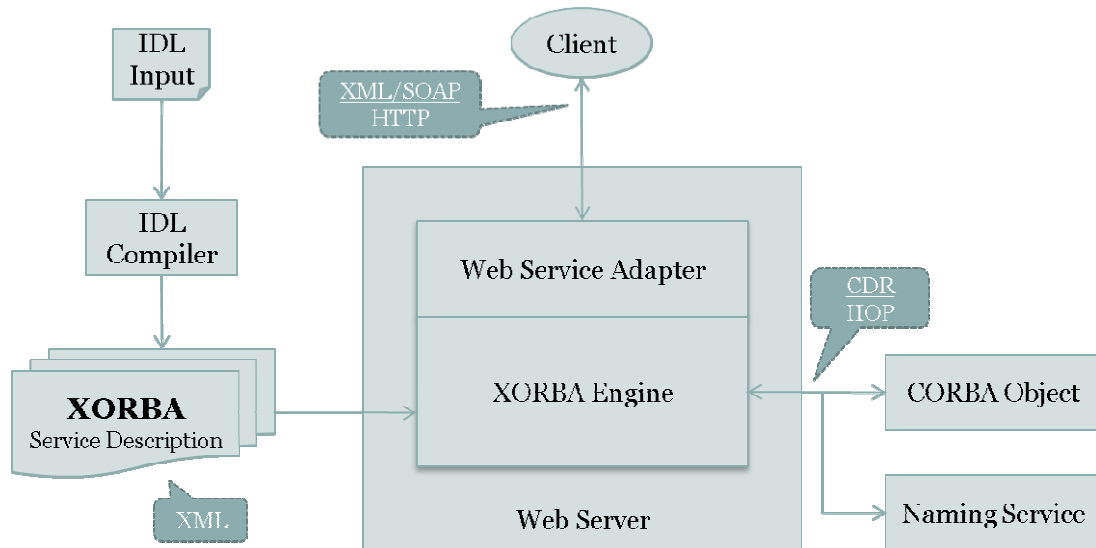 IDL
Input
Client
XML/SOAP
HTTP
IDL
Compiler
Web Service Adapter
CDR
IIOP
XORBA
Service Description
XORBA Engine
CORBA Object
XML
Web Server
Naming Service